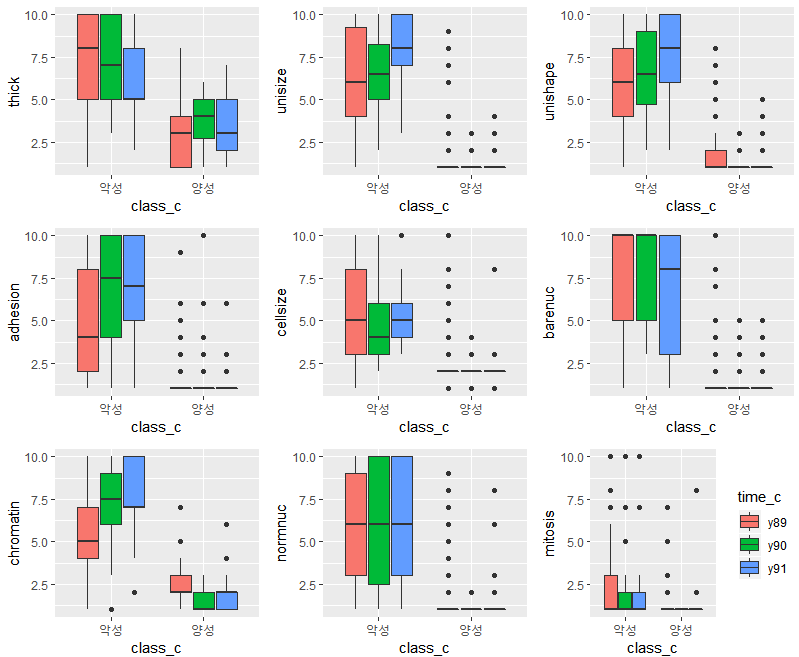 thick
10.0
7.5
5.0
2.5
악성
양성
class_c
unisize
10.0
7.5
5.0
2.5
악성
양성
class_c
unishape
10.0
7.5
5.0
2.5
악성
양성
class_c
adhesion
10.0
7.5
5.0
2.5
악성
양성
class_c
cellsize
10.0
7.5
5.0
2.5
악성
양성
class_c
barenuc
10.0
7.5
5.0
2.5
악성
양성
class_c
chromatin
10.0
7.5
5.0
2.5
악성
양성
class_c
normnuc
10.0
7.5
5.0
2.5
악성
양성
class_c
mitosis
10.0
7.5
5.0
2.5
악성
양성
class_c
time_c
y89
y90
y91